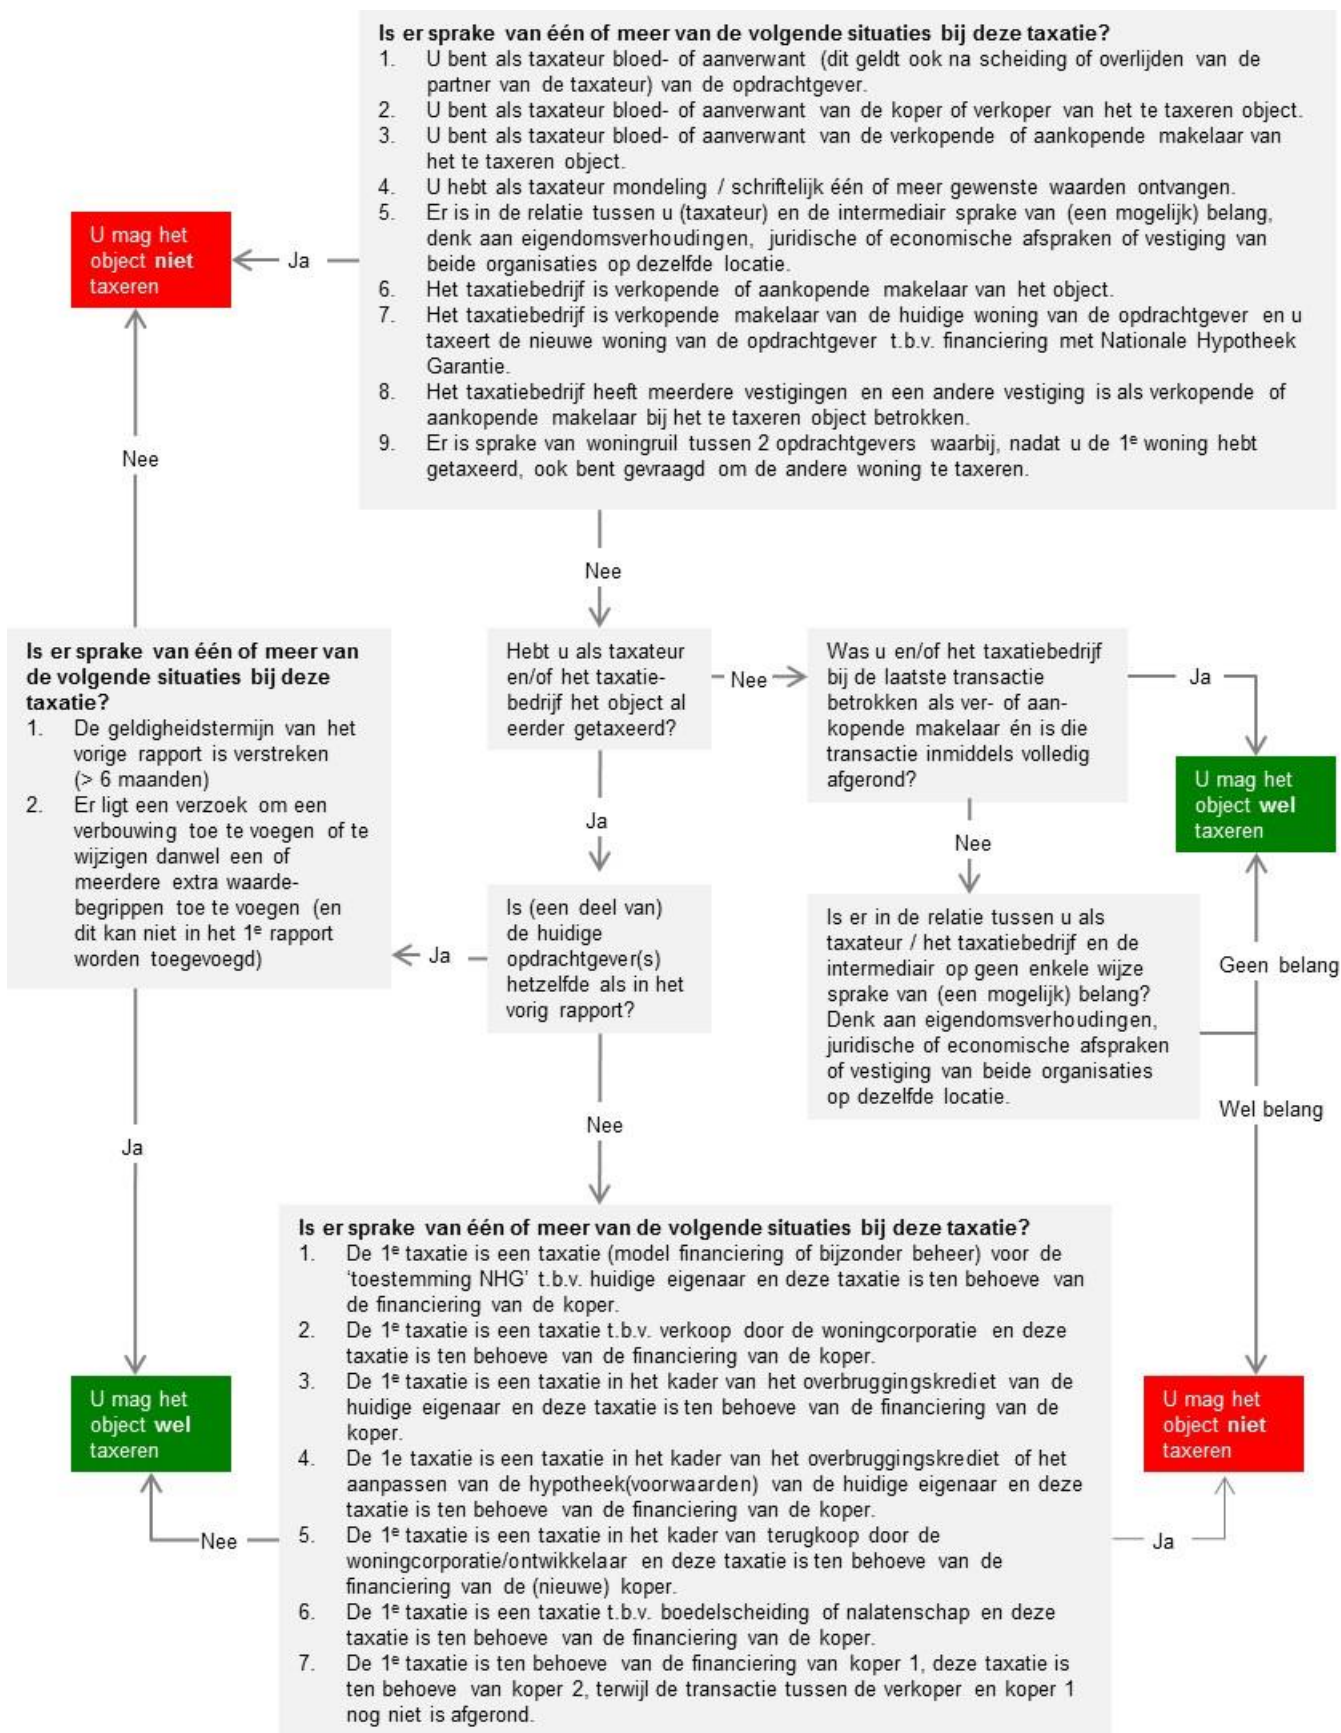 Is er sprake van één of meer van de volgende situaties bij deze taxatie?
1. U bent als taxateur bloed- of aanverwant (dit geldt ook na scheiding of overlijden van de
partner van de taxateur) van de opdrachtgever.
2. U bent als taxateur bloed- of aanverwant van de koper of verkoper van het te taxeren object.
3. U bent als taxateur bloed- of aanverwant van de verkopende of aankopende makelaar van
het te taxeren object.
4. U hebt als taxateur mondeling / schriftelijk één of meer gewenste waarden ontvangen.
5. Er is in de relatie tussen u (taxateur) en de intermediair sprake van (een mogelijk) belang,
denk aan eigendomsverhoudingen, juridische of economische afspraken of vestiging van
beide organisaties op dezelfde locatie.
6. Het taxatiebedrijf is verkopende of aankopende makelaar van het object.
7. Het taxatiebedrijf is verkopende makelaar van de huidige woning van de opdrachtgever en u
taxeert de nieuwe woning van de opdrachtgever t.b.v. financiering met Nationale Hypotheek
Garantie.
8. Het taxatiebedrijf heeft meerdere vestigingen en een andere vestiging is als verkopende of
aankopende makelaar bij het te taxeren object betrokken.
9. Er is sprake van woningruil tussen 2 opdrachtgevers waarbij, nadat u de 1e woning hebt
getaxeerd, ook bent gevraagd om de andere woning te taxeren.
Ja
U mag het
object niet
taxeren
Nee
Nee
Hebt u als taxateur
en/of het taxatie-
bedrijf het object al
eerder getaxeerd?
Nee
Was u en/of het taxatiebedrijf
bij de laatste transactie
betrokken als ver- of aan-
kopende makelaar én is die
transactie inmiddels volledig
afgerond?
Ja
U mag het
object wel
taxeren
Nee
Is er in de relatie tussen u als
taxateur / het taxatiebedrijf en de
intermediair op geen enkele wijze
sprake van (een mogelijk) belang?
Denk aan eigendomsverhoudingen,
juridische of economische afspraken
of vestiging van beide organisaties
op dezelfde locatie.
Geen belang
Wel belang
Ja
Is (een deel van)
de huidige
opdrachtgever(s)
hetzelfde als in het
vorig rapport?
Ja
Is er sprake van één of meer van
de volgende situaties bij deze
taxatie?
1. De geldigheidstermijn van het
vorige rapport is verstreken
(> 6 maanden)
2. Er ligt een verzoek om een
verbouwing toe te voegen of te
wijzigen danwel een of
meerdere extra waarde-
begrippen toe te voegen (en
dit kan niet in het 1e rapport
worden toegevoegd)
Ja
Nee
Is er sprake van één of meer van de volgende situaties bij deze taxatie?
1. De 1e taxatie is een taxatie (model financiering of bijzonder beheer) voor de
‘toestemming NHG’ t.b.v. huidige eigenaar en deze taxatie is ten behoeve van
de financiering van de koper.
2. De 1e taxatie is een taxatie t.b.v. verkoop door de woningcorporatie en deze
taxatie is ten behoeve van de financiering van de koper.
3. De 1e taxatie is een taxatie in het kader van het overbruggingskrediet van de
huidige eigenaar en deze taxatie is ten behoeve van de financiering van de
koper.
4. De 1e taxatie is een taxatie in het kader van het overbruggingskrediet of het
aanpassen van de hypotheek(voorwaarden) van de huidige eigenaar en deze
taxatie is ten behoeve van de financiering van de koper.
5. De 1e taxatie is een taxatie in het kader van terugkoop door de
woningcorporatie/ontwikkelaar en deze taxatie is ten behoeve van de
financiering van de (nieuwe) koper.
6. De 1e taxatie is een taxatie t.b.v. boedelscheiding of nalatenschap en deze
taxatie is ten behoeve van de financiering van de koper.
7. De 1e taxatie is ten behoeve van de financiering van koper 1, deze taxatie is
ten behoeve van koper 2, terwijl de transactie tussen de verkoper en koper 1
nog niet is afgerond.
Nee
U mag het
object wel
taxeren
Ja
U mag het
object niet
taxeren